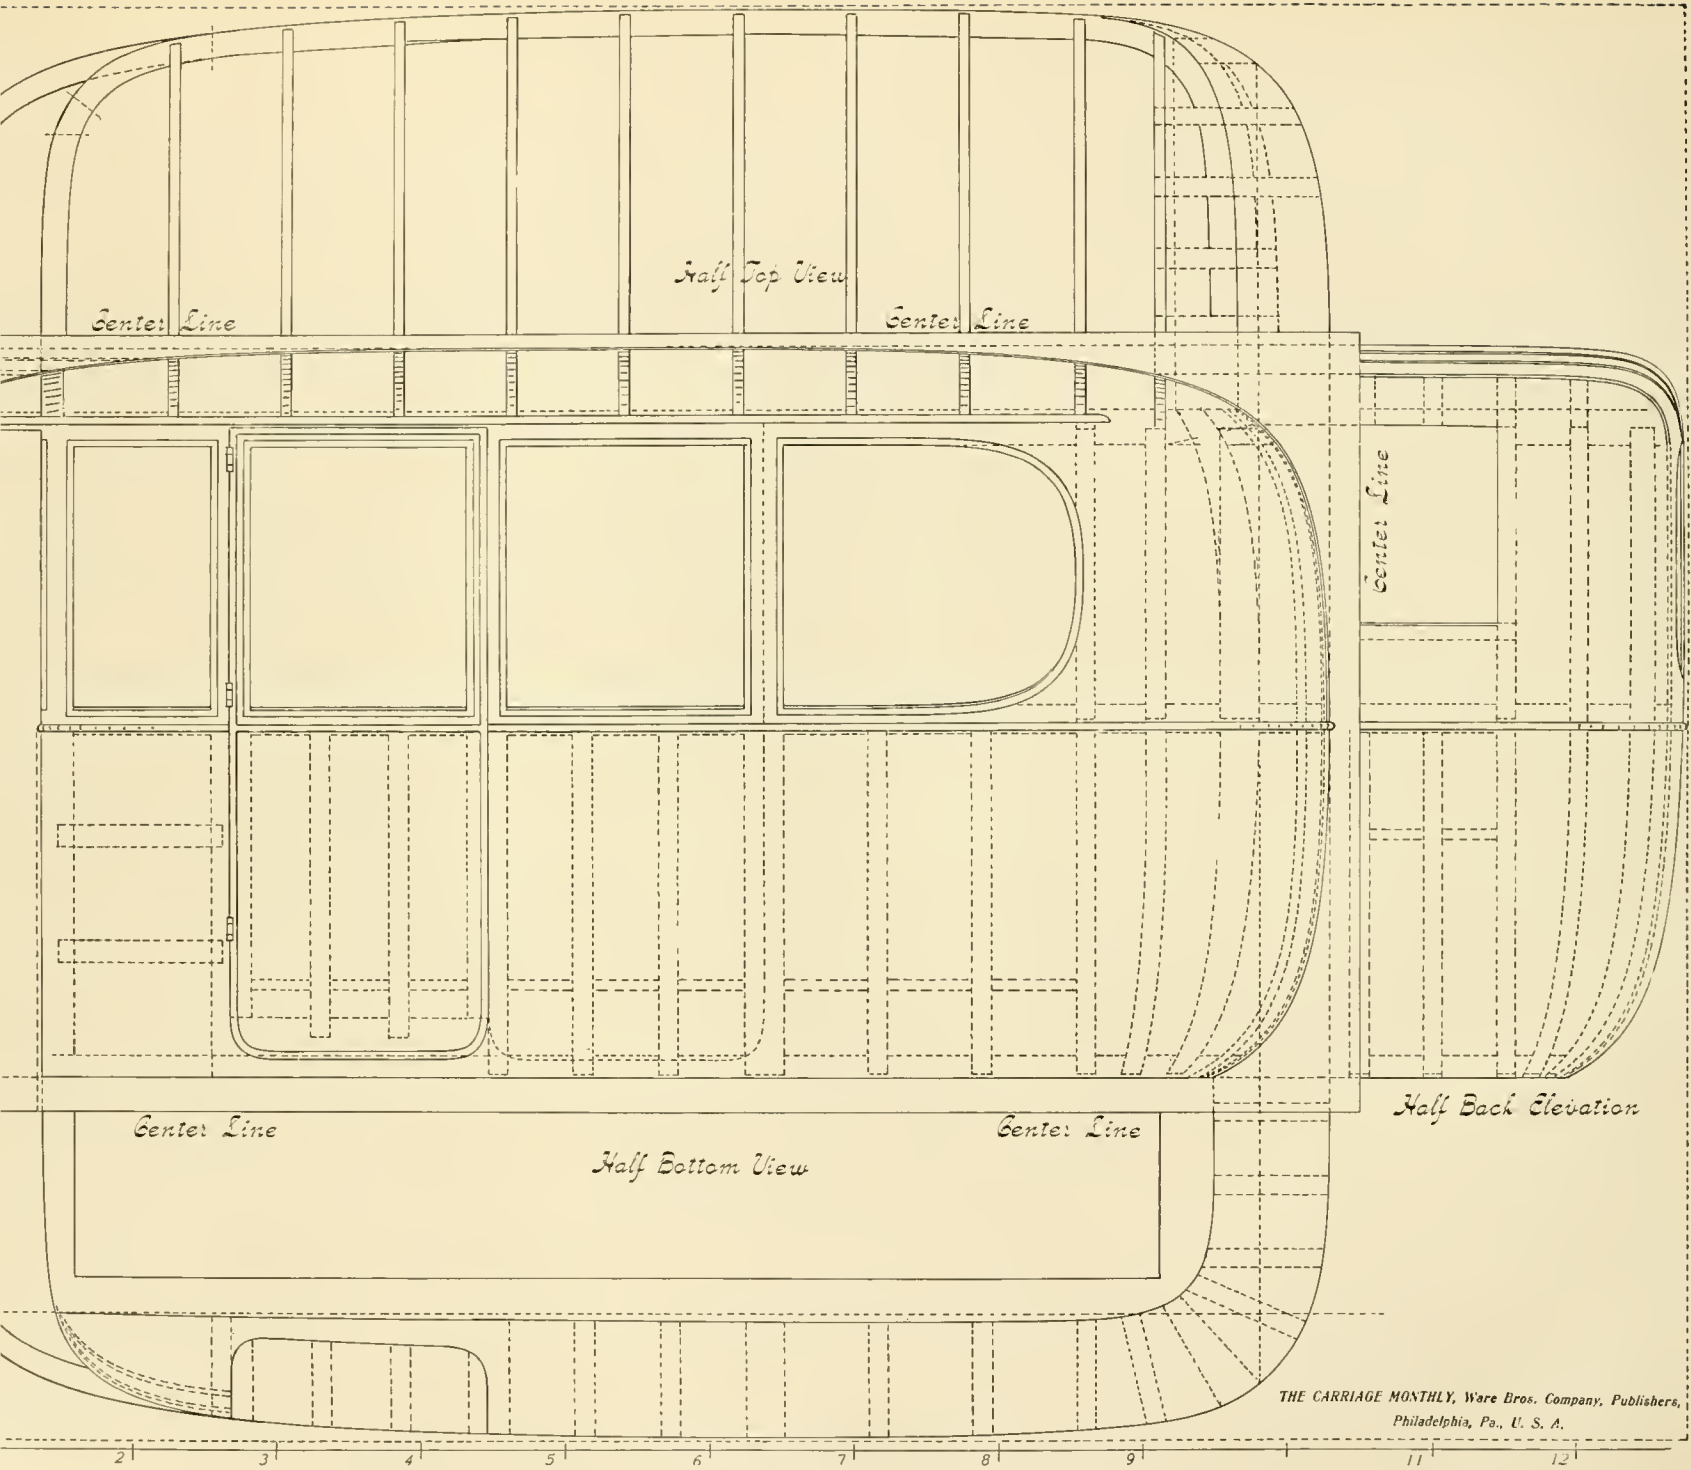 Half Top View
Center Line
Center Line
Center Line
Half Back Elevation
Center Line
Center Line
Half Bottom View
THE CARRIAGE MONTHLY, Ware Bros. Company, Publishers,
Philadelphia, Pa., U. S. A.
2 3 4 5 6 7 8 9 11 12